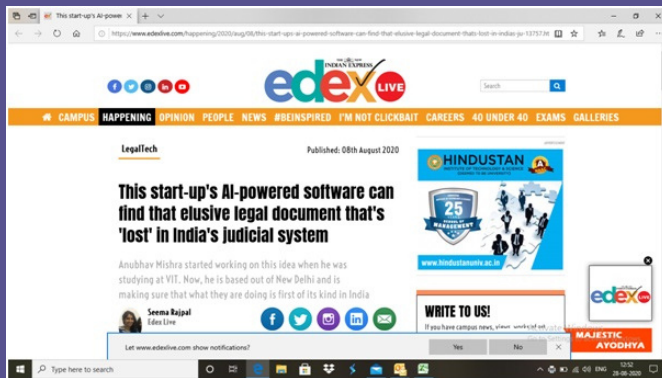 This start-up's AI-power
https://www.edexlive.com/happening/2020/aug/08/this-start-ups-ai-powered-software-can-find-that-elusive-legal-document-thats-lost-in-indias-ju-13757.ht
THE NEW
INDIAN EXPRESS
edex LIVE
Search
CAMPUS HAPPENING OPINION PEOPLE NEWS #BEINSPIRED I'M NOT CLICKBAIT CAREERS 40 UNDER 40 EXAMS GALLERIES
LegalTech
Published: 08th August 2020
This start-up's AI-powered software can
find that elusive legal document that's
'lost' in India's judicial system
Anubhav Mishra started working on this idea when he was
studying at VIT. Now, he is based out of New Delhi and is
making sure that what they are doing is first of its kind in India
Seema Rajpal
Edex Live
HINDUSTAN
INSTITUTE OF TECHNOLOGY & SCIENCE
25
SCHOOL OF
MANAGEMENT
www.hindustanuniv.ac.in
WRITE TO US!
If you have campus news, views, works
edex
MAJESTIC
AYODHYA
Let www.edexlive.com show notifications?
Yes
No
Type here to search
ENG
12:52
28-08-2020